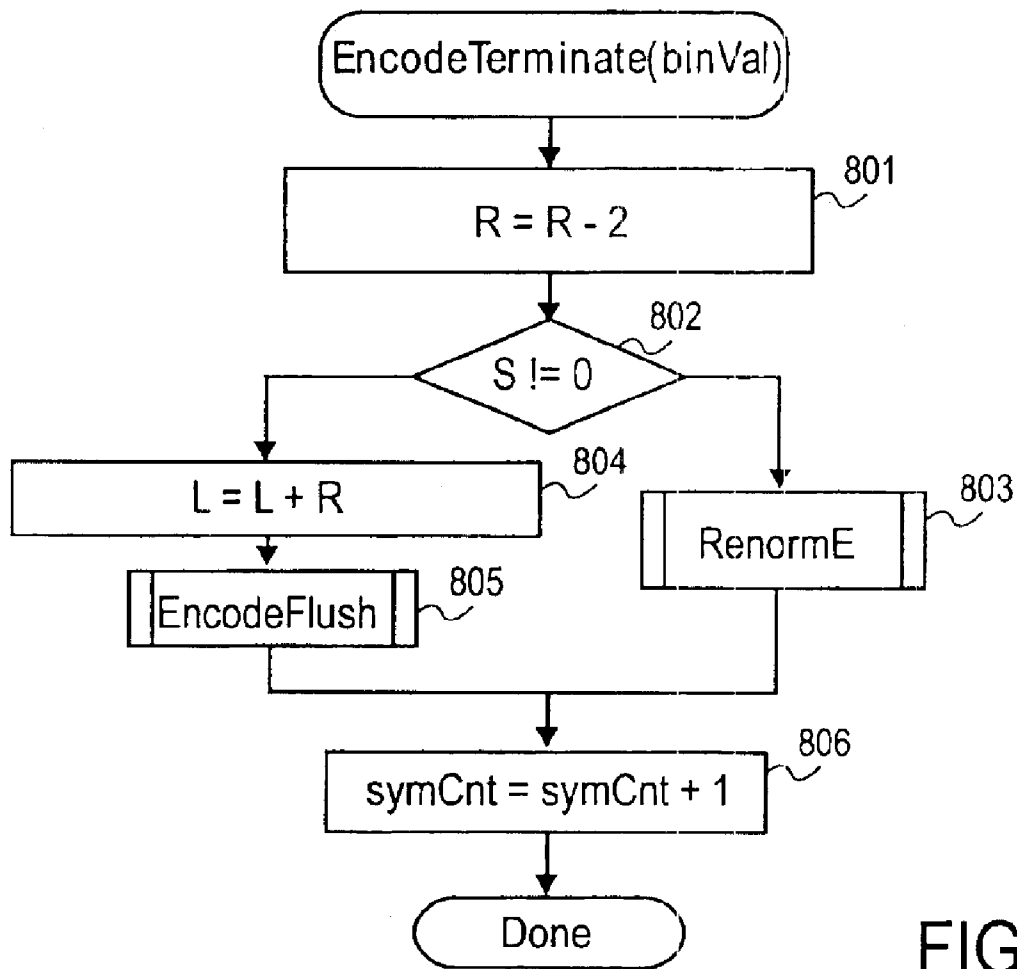 EncodeTerminate(binVal)
801
R = R - 2
802
S != 0
804
L = L + R
803
RenormE
805
EncodeFlush
806
symCnt = symCnt + 1
Done
FIG